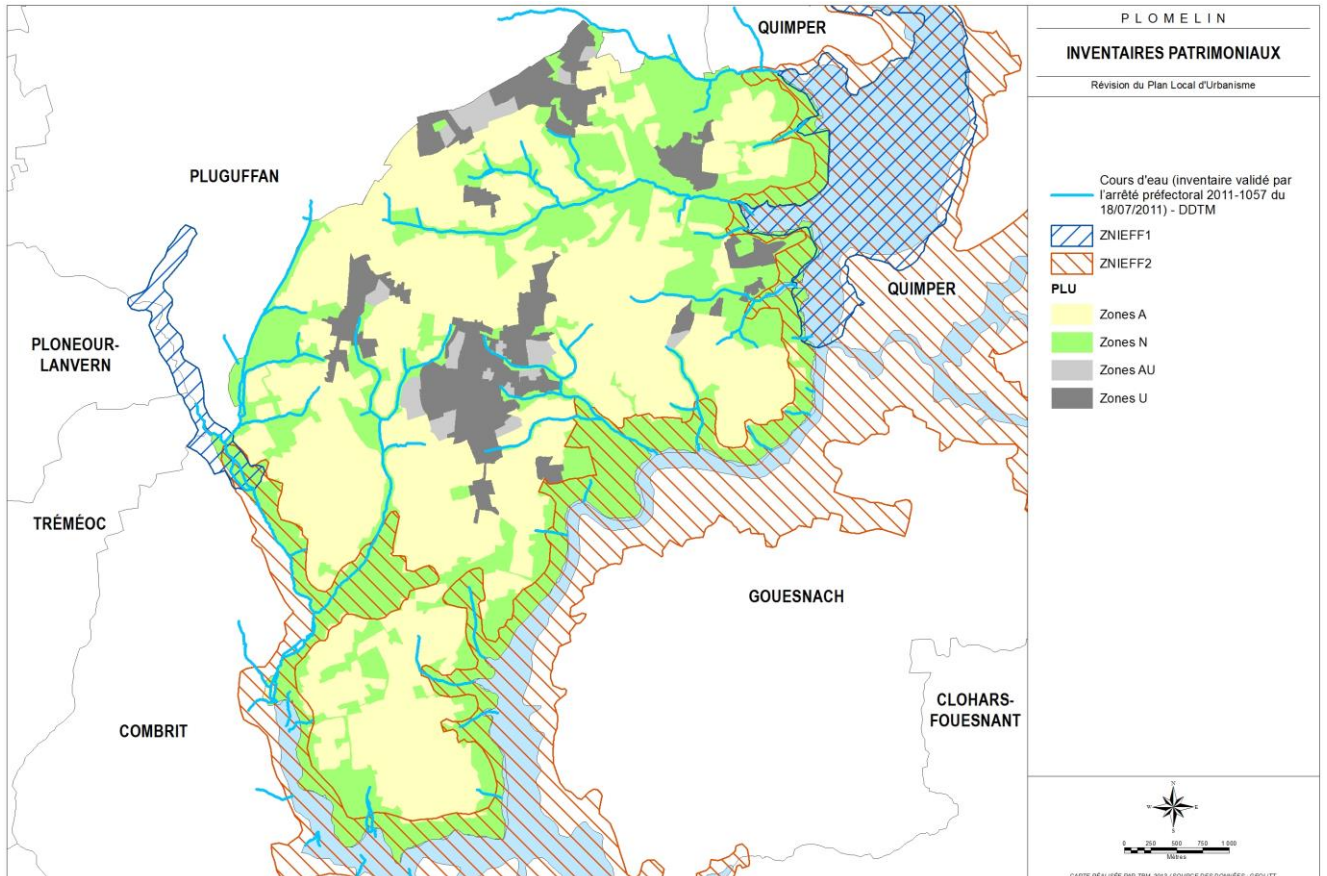 PLOMELIN
INVENTAIRES PATRIMONIAUX
Révision du Plan Local d'Urbanisme
Cours d'eau (inventaire validé par
l'arrêté préfectoral 2011-1057 du
18/07/2011) - DDTM
ZNIEFF1
ZNIEFF2
PLU
Zones A
Zones N
Zones AU
Zones U
QUIMPER
PLUGUFFAN
QUIMPER
PLONEOUR-
LANVERN
TRÉMÉOC
GOUESNACH
COMBRIT
CLOHARS-
FOUESNANT
N
W E
S
0 250 500 750 1 000
Mètres